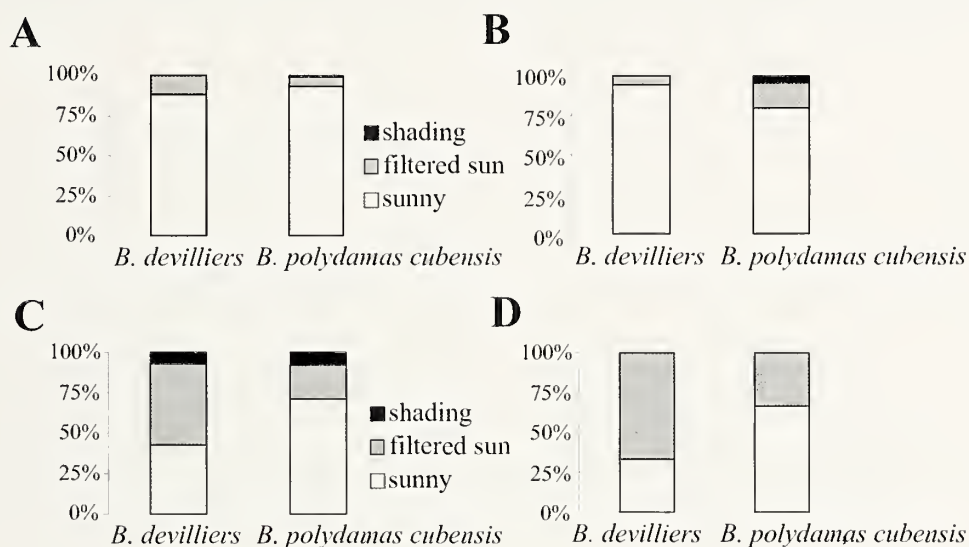 A
100%
75%
50%
25%
0%
B. devilliers B. polydamas cubensis
shading
filtered sun
sunny
B
100%
75%
50%
25%
0%
B. devilliers B. polydamas cubensis
C
100%
75%
50%
25%
0%
B. devilliers B. polydamas cubensis
shading
filtered sun
sunny
D
100%
75%
50%
25%
0%
B. devilliers B. polydamas cubensis